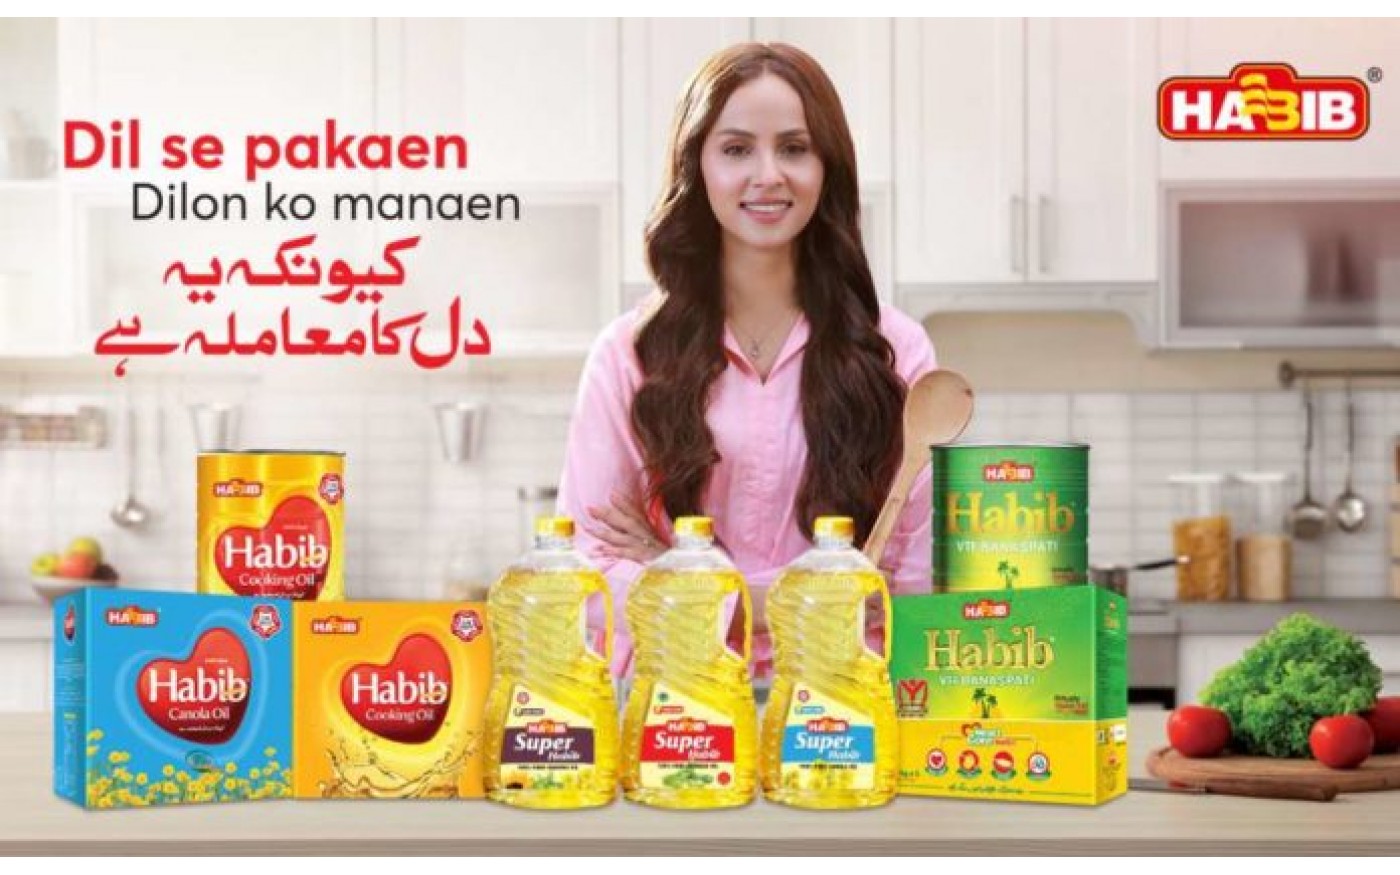 Dil se pakaen
Dilon ko manaen
کیونکہ یہ
دل کا معاملہ ہے
HABIB®
HABIB
Habib
Cooking Oil
HABIB
Habib
Canola Oil
HABIB
Habib
Cooking Oil
HABIB
Super
Habib
HABIB
Super
Habib
HABIB
Super
Habib
HABIB
Habib
VTF BANASPATI
HABIB
Habib
VTF BANASPATI